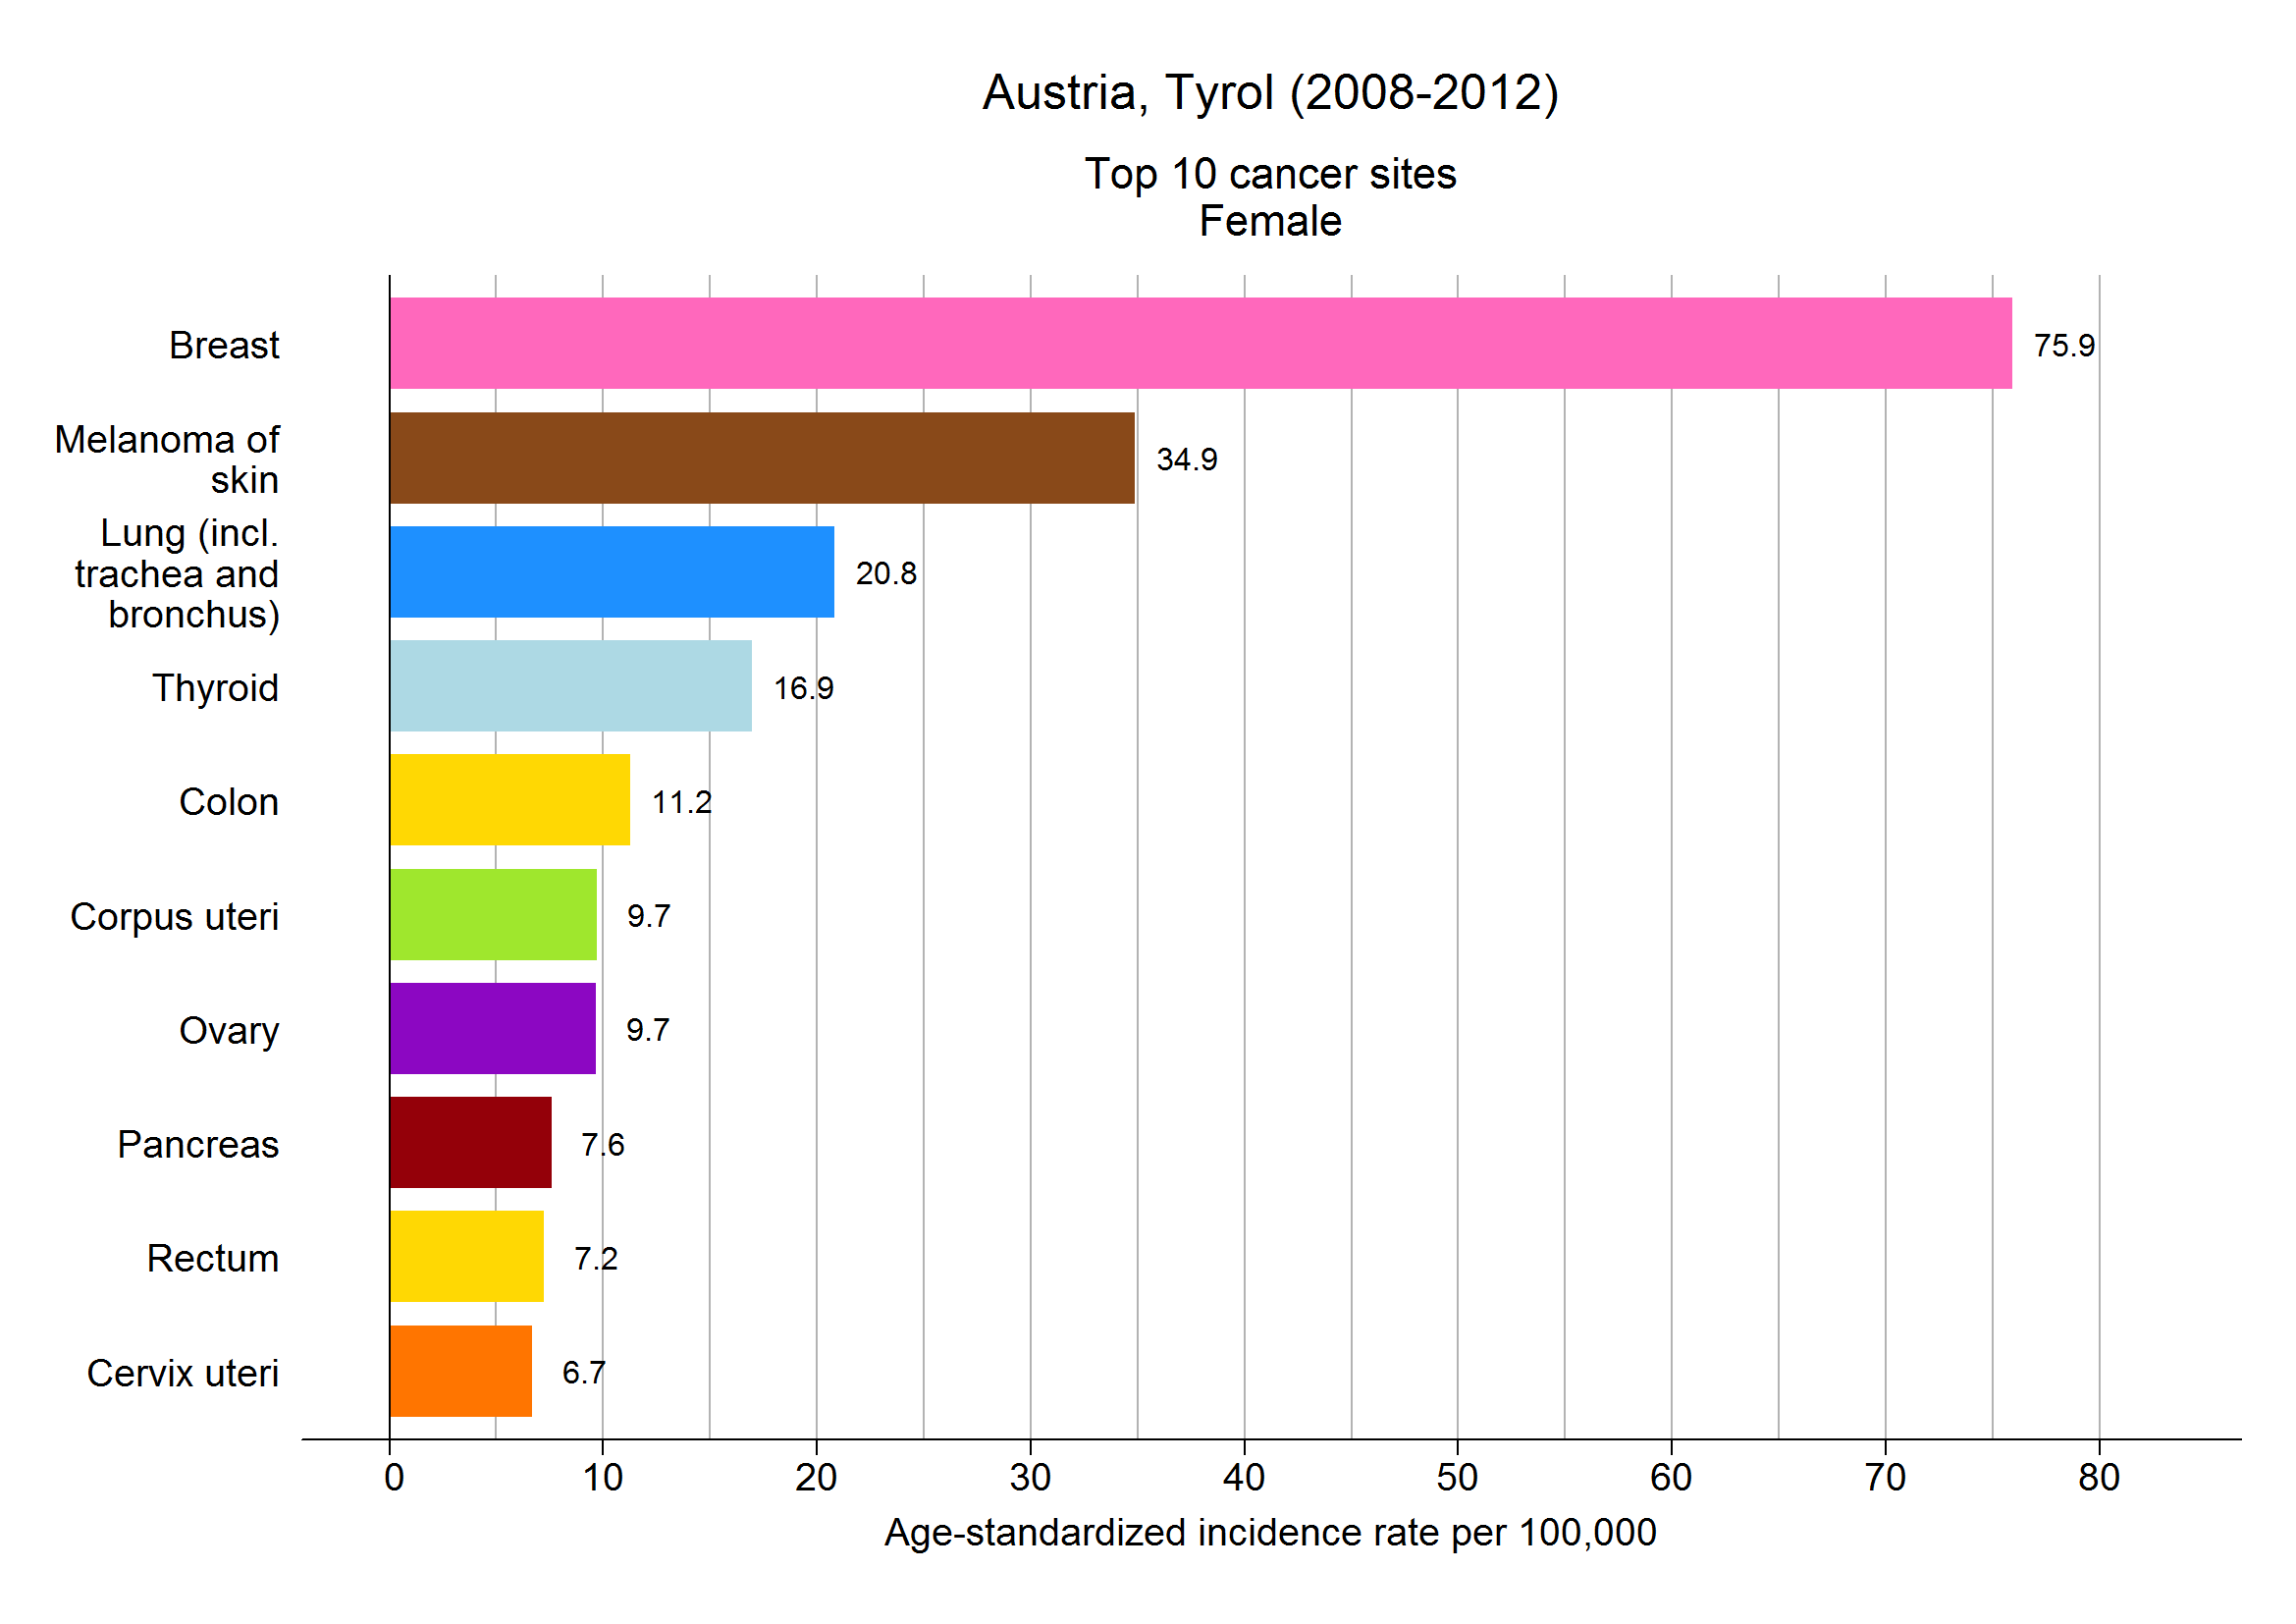 Austria, Tyrol (2008-2012)
Top 10 cancer sites
Female
Breast
75.9
Melanoma of
skin
34.9
Lung (incl.
trachea and
bronchus)
20.8
Thyroid
16.9
Colon
11.2
Corpus uteri
9.7
Ovary
9.7
Pancreas
7.6
Rectum
7.2
Cervix uteri
6.7
0 10 20 30 40 50 60 70 80
Age-standardized incidence rate per 100,000